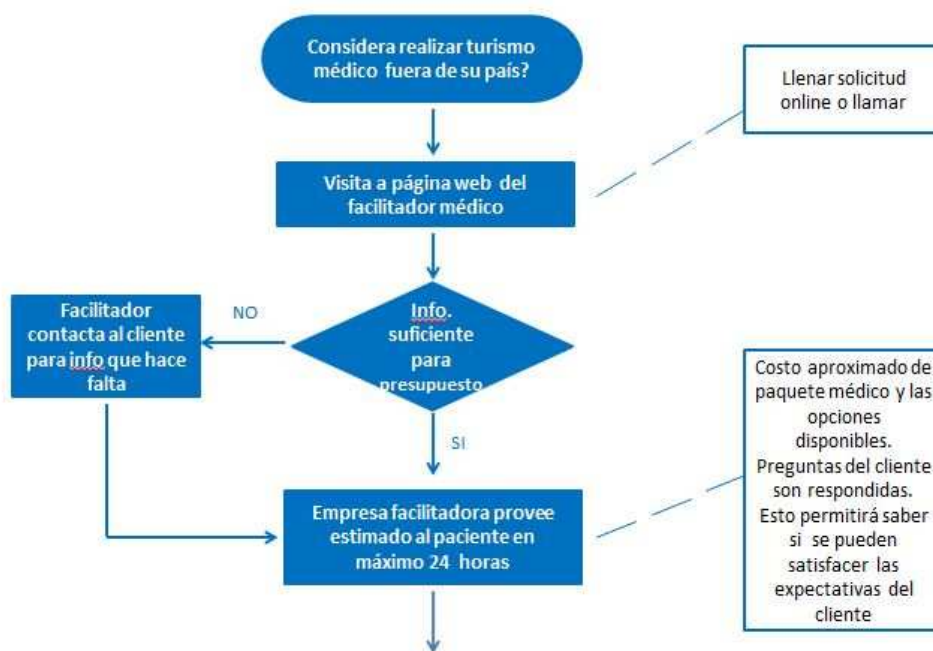 Considera realizar turismo
médico fuera de su país?
Llenar solicitud
online o llamar
Visita a página web del
facilitador médico
Facilitador
contacta al cliente
para info que hace
falta
NO
Info.
suficiente
para
presupuesto
SI
Costo aproximado de
paquete médico y las
opciones
disponibles.
Preguntas del cliente
son respondidas.
Esto permitirá saber
si se pueden
satisfacer las
expectativas del
cliente
Empresa facilitadora provee
estimado al paciente en
máximo 24 horas